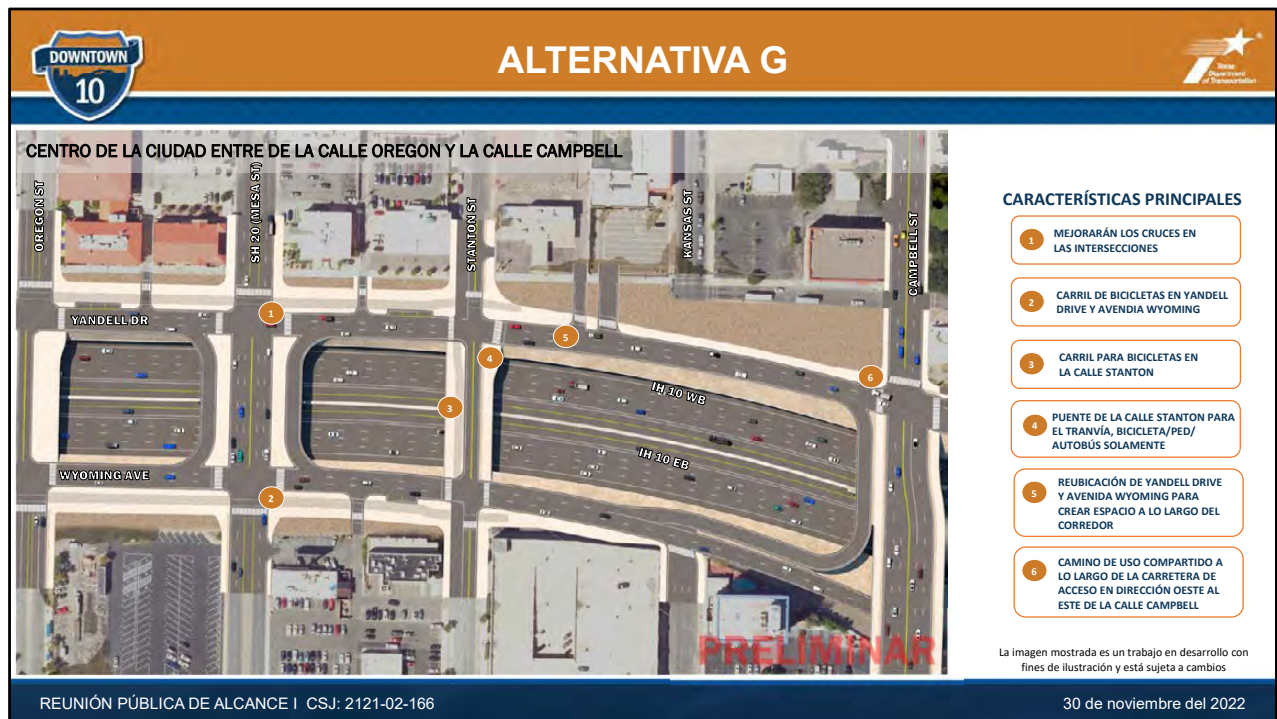 DOWNTOWN
10
ALTERNATIVA G
Texas
Department
of Transportation
CENTRO DE LA CIUDAD ENTRE DE LA CALLE OREGON Y LA CALLE CAMPBELL
OREGON ST
SH 20 (MESA ST)
STANTON ST
KANSAS ST
CAMPBELL ST
YANDELL DR
1
5
4
6
IH 10 WB
3
IH 10 EB
WYOMING AVE
2
PRELIMINAR
CARACTERÍSTICAS PRINCIPALES
1
MEJORARÁN LOS CRUCES EN
LAS INTERSECCIONES
2
CARRIL DE BICICLETAS EN YANDELL
DRIVE Y AVENDIA WYOMING
3
CARRIL PARA BICICLETAS EN
LA CALLE STANTON
4
PUENTE DE LA CALLE STANTON PARA
EL TRANVÍA, BICICLETA/PED/
AUTOBÚS SOLAMENTE
5
REUBICACIÓN DE YANDELL DRIVE
Y AVENIDA WYOMING PARA
CREAR ESPACIO A LO LARGO DEL
CORREDOR
6
CAMINO DE USO COMPARTIDO A
LO LARGO DE LA CARRETERA DE
ACCESO EN DIRECCIÓN OESTE AL
ESTE DE LA CALLE CAMPBELL
La imagen mostrada es un trabajo en desarrollo con
fines de ilustración y está sujeta a cambios
REUNIÓN PÚBLICA DE ALCANCE I CSJ: 2121-02-166
30 de noviembre del 2022